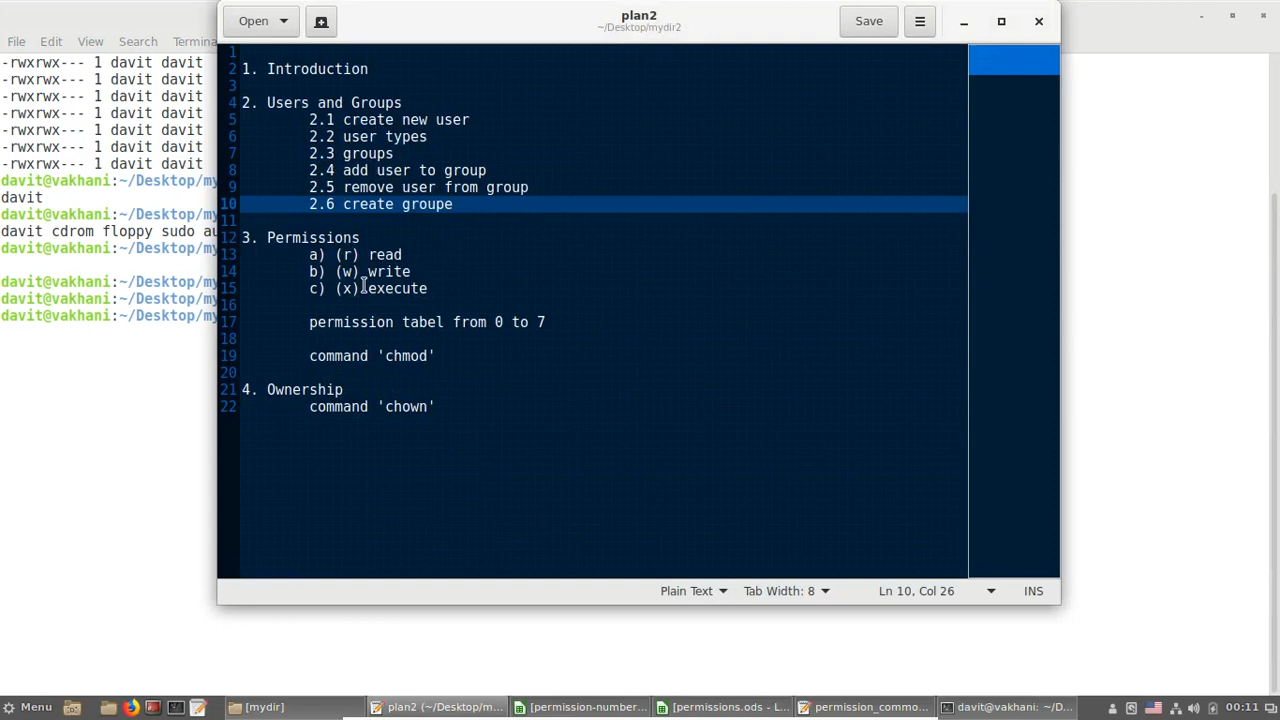 Open
plan2
~/Desktop/mydir2
Save
File Edit View Search Termina
-rwxrwx--- 1 davit davit
-rwxrwx--- 1 davit davit
-rwxrwx--- 1 davit davit
-rwxrwx--- 1 davit davit
-rwxrwx--- 1 davit davit
-rwxrwx--- 1 davit davit
-rwxrwx--- 1 davit davit
davit@vakhani:~/Desktop/my
davit
davit@vakhani:~/Desktop/my
davit cdrom floppy sudo au
davit@vakhani:~/Desktop/my
davit@vakhani:~/Desktop/my
davit@vakhani:~/Desktop/my
davit@vakhani:~/Desktop/my
1
2 1. Introduction
3
4 2. Users and Groups
5 2.1 create new user
6 2.2 user types
7 2.3 groups
8 2.4 add user to group
9 2.5 remove user from group
10 2.6 create groupe
11
12 3. Permissions
13 a) (r) read
14 b) (w) write
15 c) (x) execute
16
17 permission tabel from 0 to 7
18
19 command 'chmod'
20
21 4. Ownership
22 command 'chown'
Plain Text Tab Width: 8 Ln 10, Col 26 INS
Menu [mydir] plan2 (~/Desktop/m... [permission-number... [permissions.ods - L... permission_commo... davit@vakhani: ~/D... 00:11